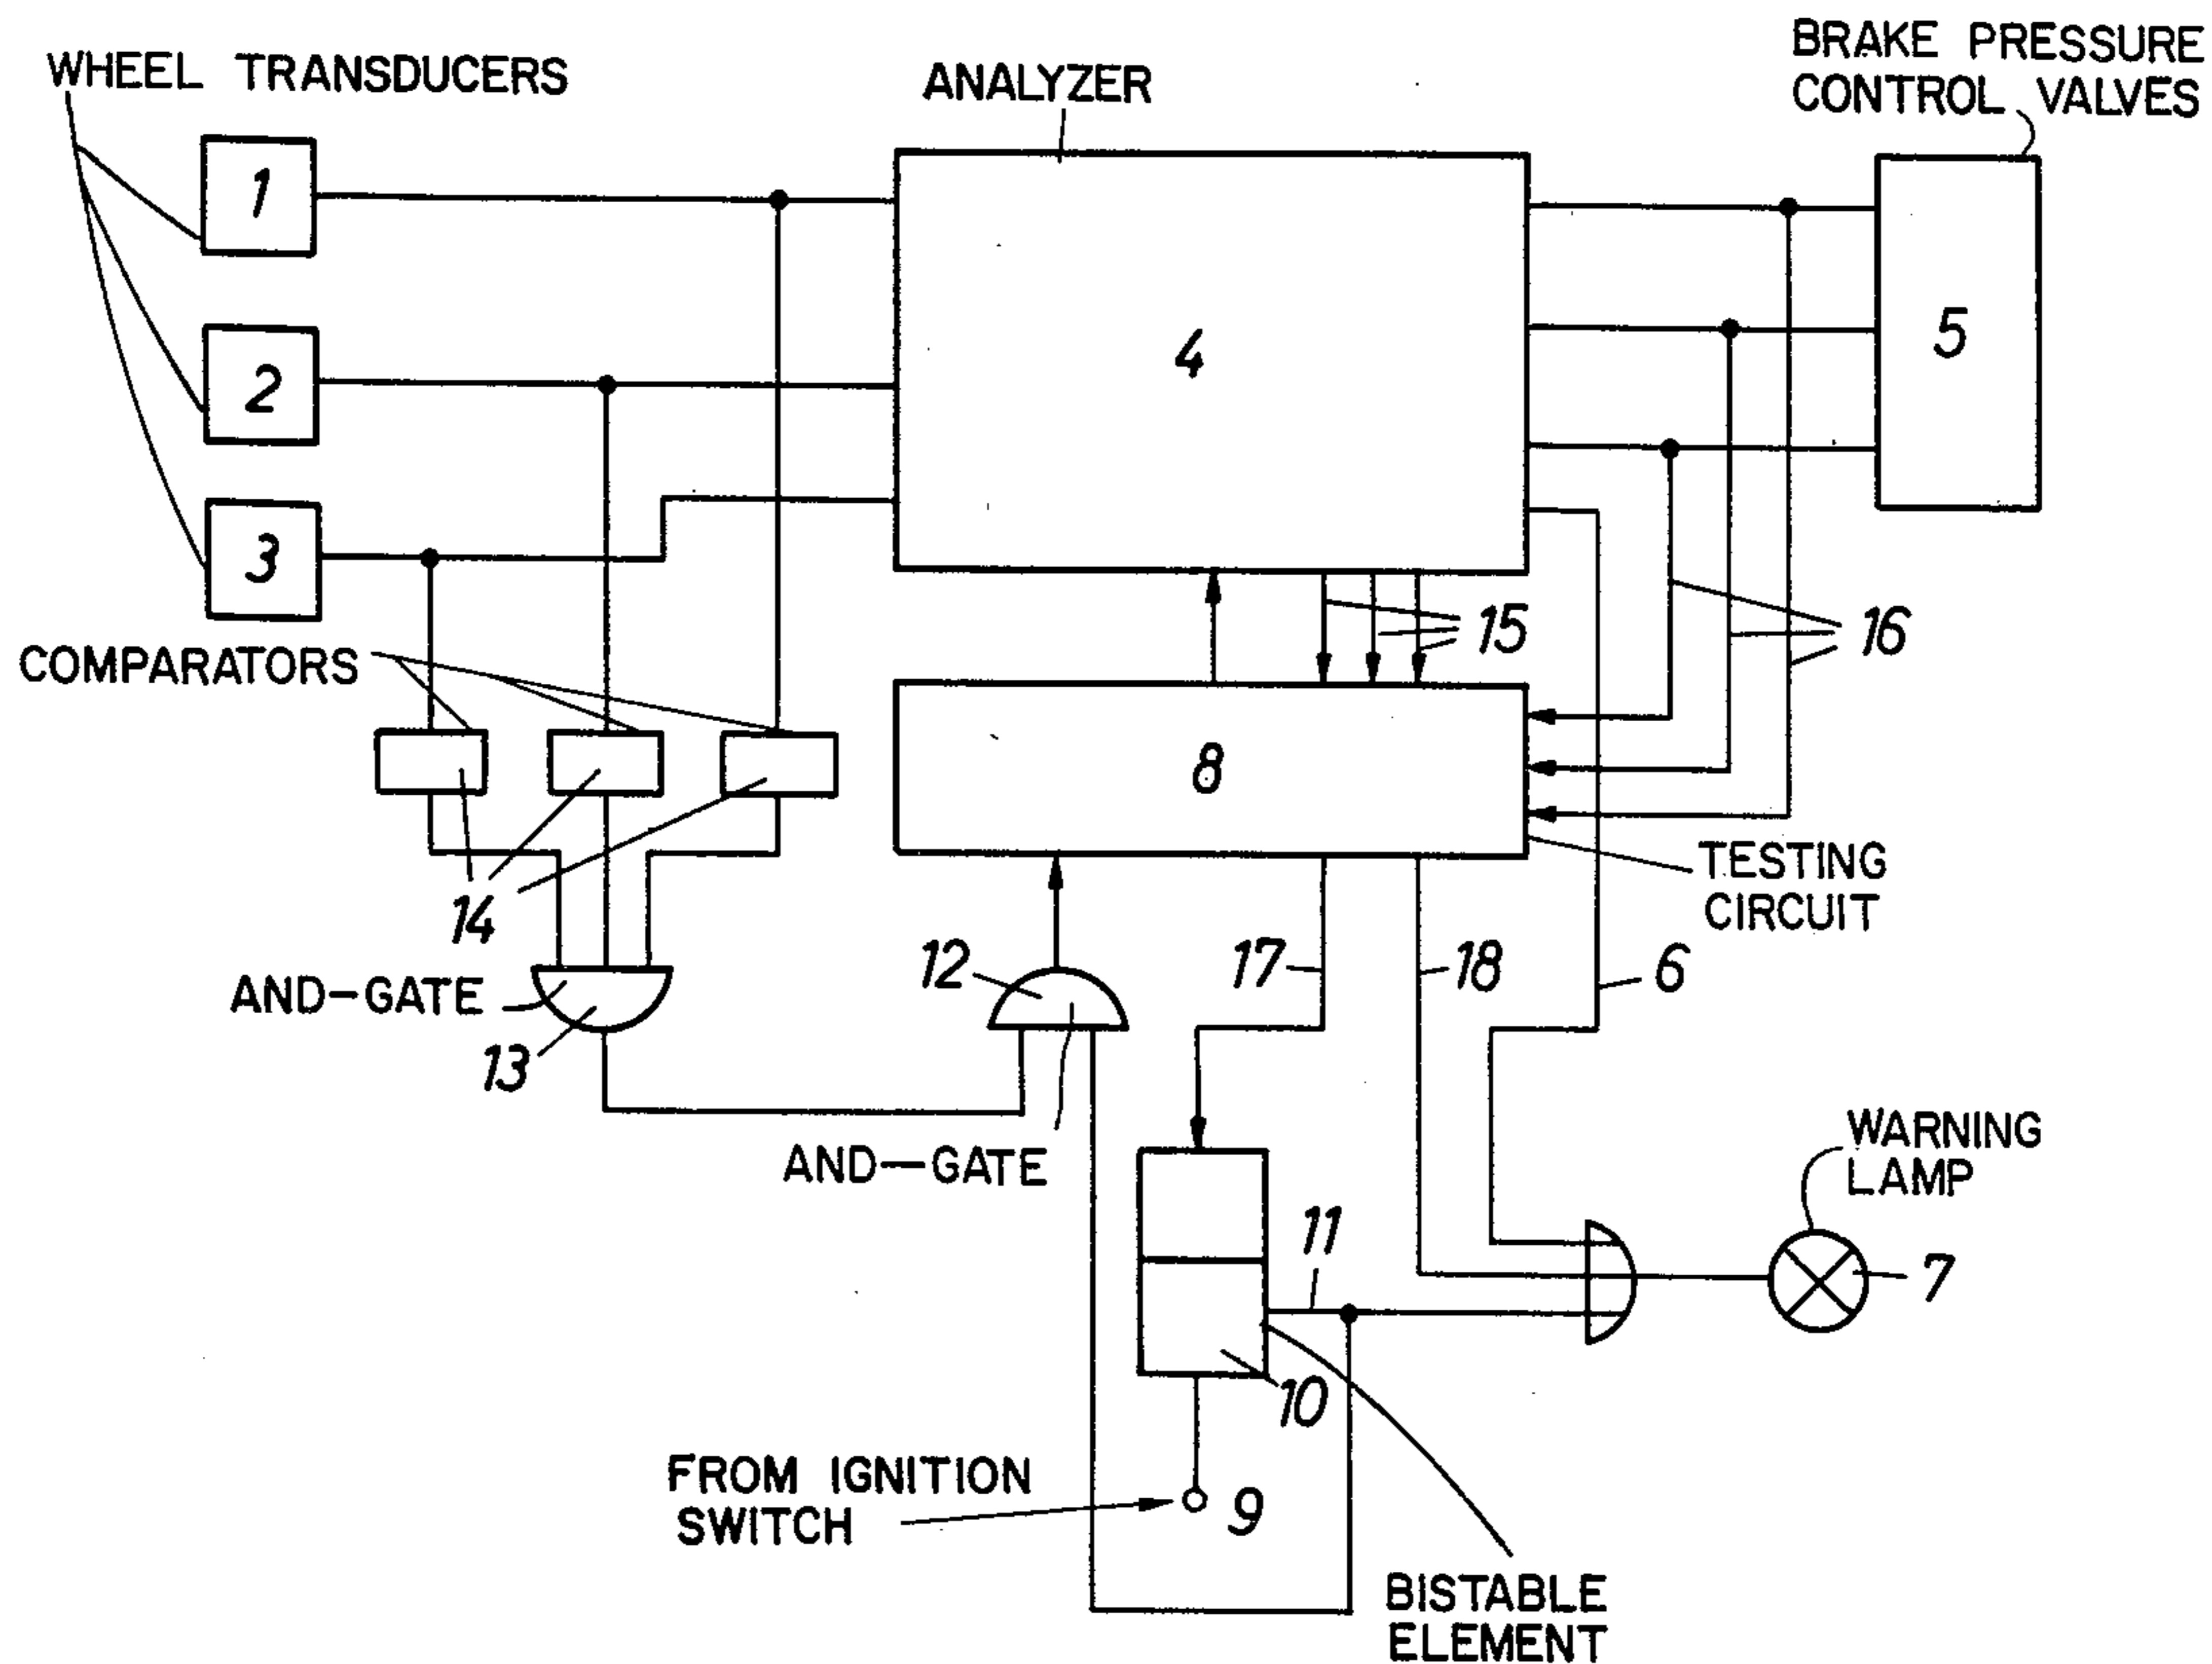 BRAKE PRESSURE
CONTROL VALVES
WHEEL TRANSDUCERS
ANALYZER
1
2
3
4
5
COMPARATORS
15
16
8
14
TESTING
CIRCUIT
AND-GATE
12
17
18
6
13
AND-GATE
WARNING
LAMP
11
7
10
FROM IGNITION
SWITCH
9
BISTABLE
ELEMENT